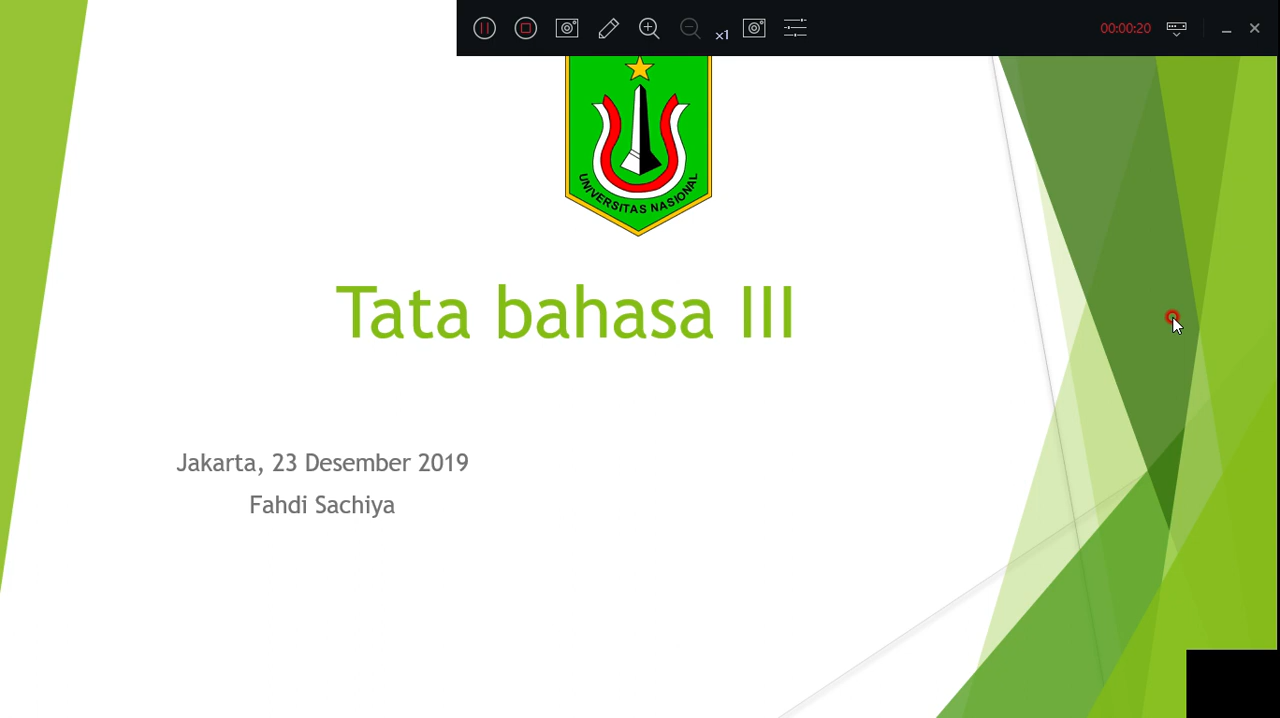 x1
00:00:20
UNIVERSITAS NASIONAL
Tata bahasa III
Jakarta, 23 Desember 2019
Fahdi Sachiya